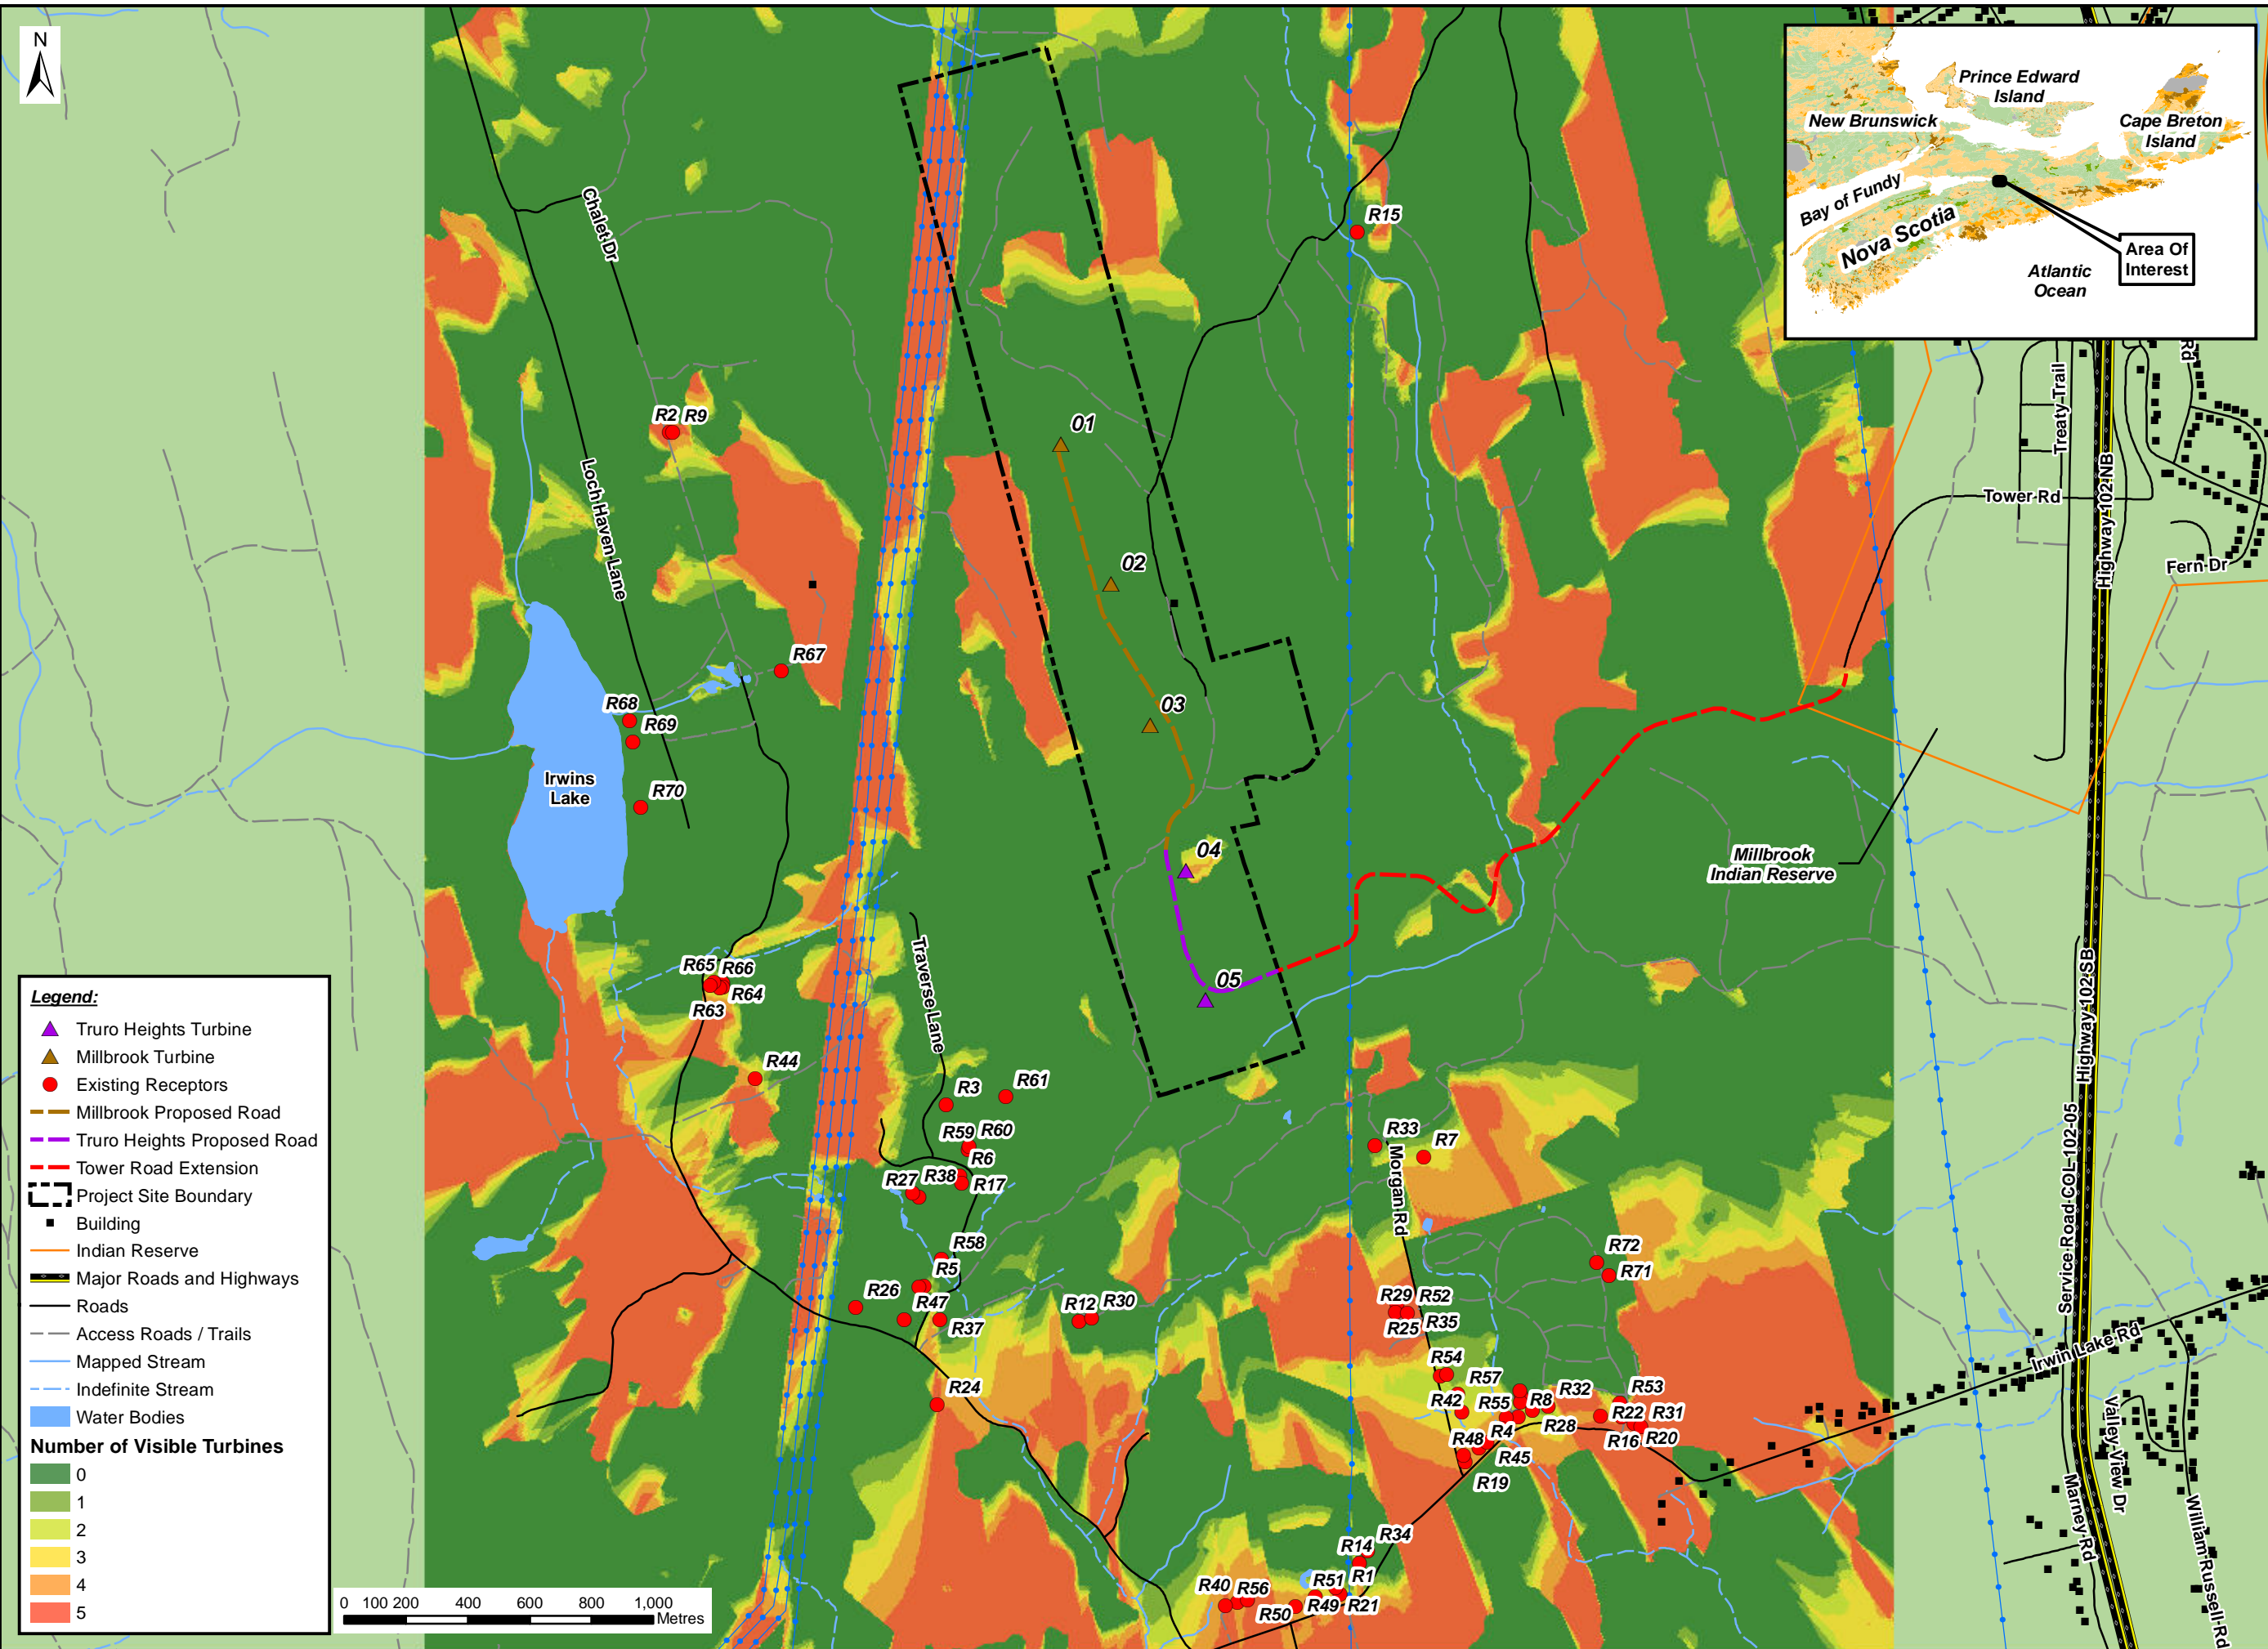 N
Prince Edward
Island
New Brunswick
Cape Breton
Island
Bay of Fundy
Nova Scotia
Area Of
Interest
Atlantic
Ocean
Chalet Dr
R15
Rd
Treaty Trail
Highway 102 NB
01
R2
R9
Loch Haven Lane
Tower Rd
02
Fern Dr
R67
R68
R69
03
Irwins
Lake
R70
04
Millbrook
Indian Reserve
Traverse Lane
R65
R66
R64
R63
05
Highway 102 SB
R44
R3
R61
R59
R60
R6
R33
R7
Morgan Rd
R27
R38
R17
Service Road COL 102-05
R58
R5
R72
R71
R26
R47
R37
R12
R30
R29
R52
R25
R35
Irwin Lake Rd
R54
R24
R57
R42
R55
R8
R32
R53
R22
R31
R28
R16
R20
R4
R48
R45
R19
Valley View Dr
Marney Rd
William Russell Rd
R34
R14
R1
R51
R40
R56
R50
R49
R21
Legend:
Truro Heights Turbine
Millbrook Turbine
Existing Receptors
Millbrook Proposed Road
Truro Heights Proposed Road
Tower Road Extension
Project Site Boundary
Building
Indian Reserve
Major Roads and Highways
Roads
Access Roads / Trails
Mapped Stream
Indefinite Stream
Water Bodies
Number of Visible Turbines
0
1
2
3
4
5
0 100 200 400 600 800 1,000
Metres